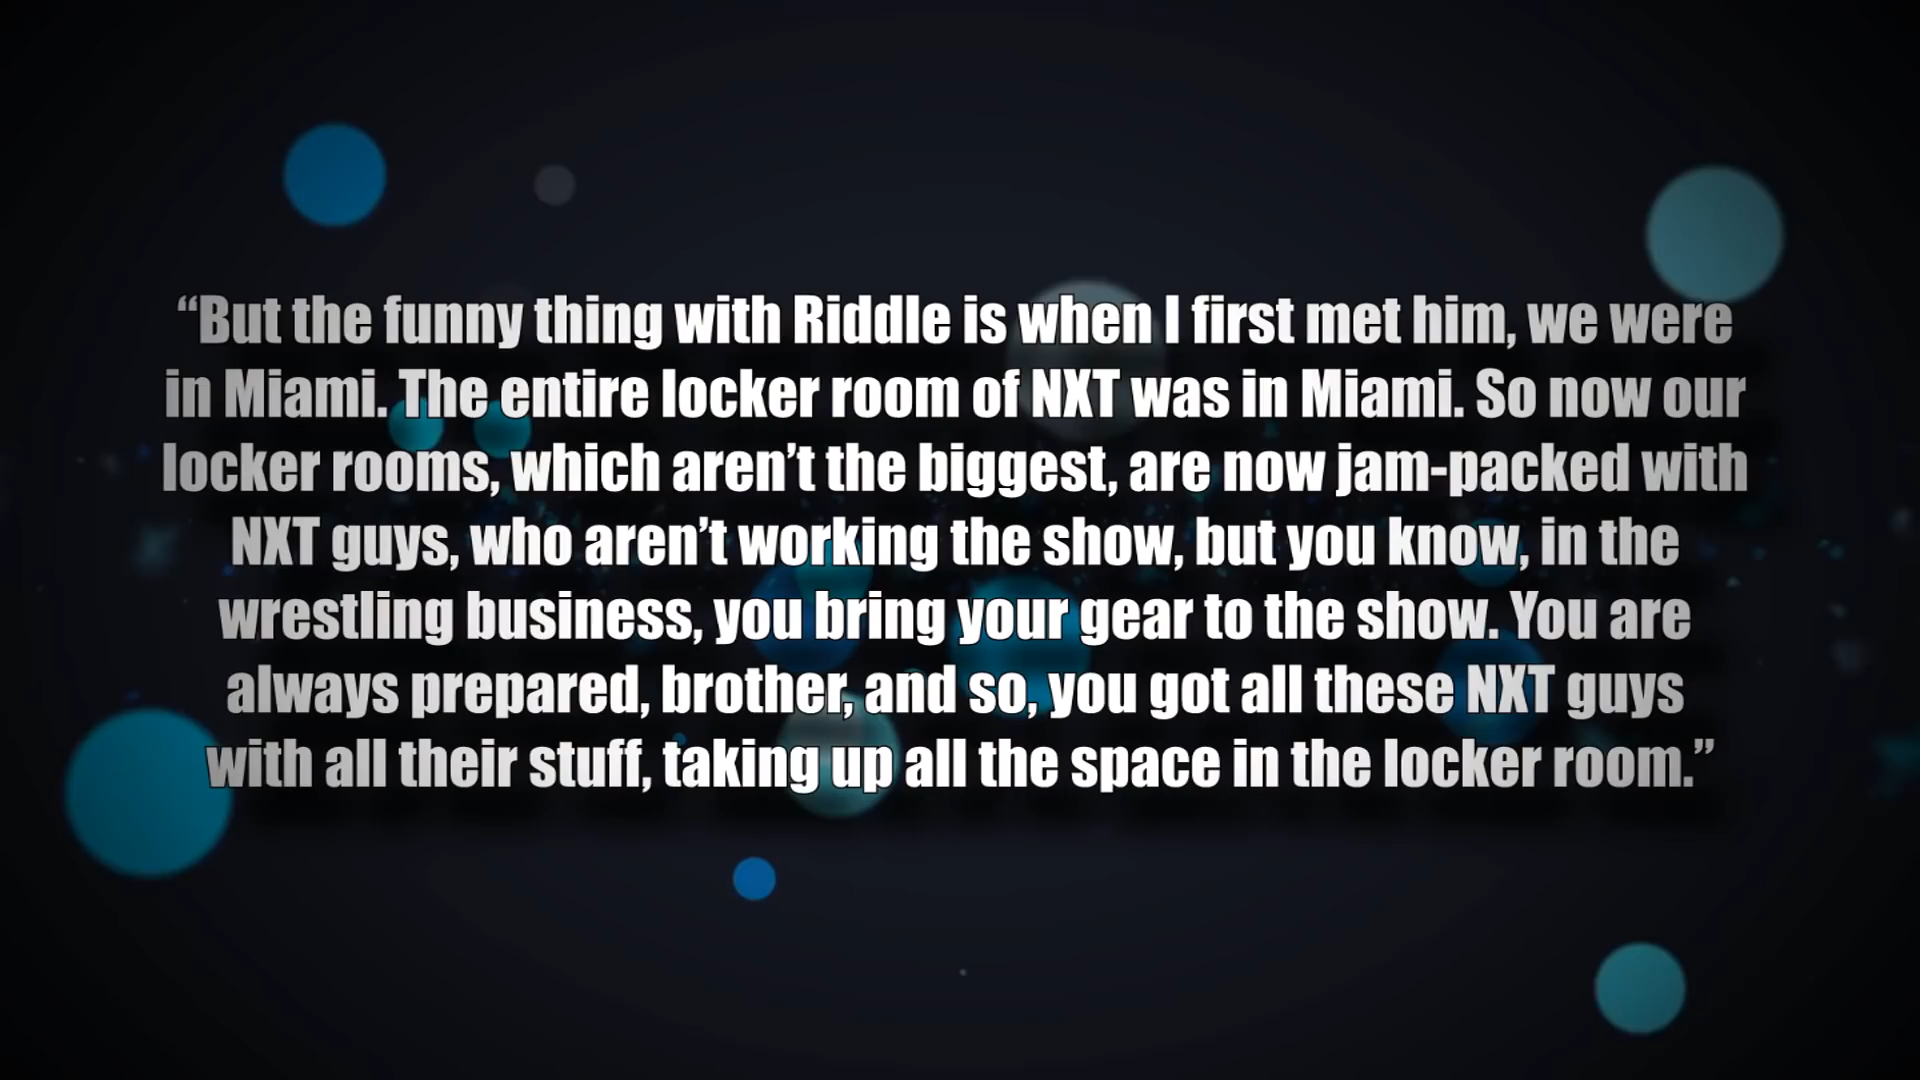 “But the funny thing with Riddle is when I first met him, we were
in Miami. The entire locker room of NXT was in Miami. So now our
locker rooms, which aren’t the biggest, are now jam-packed with
NXT guys, who aren’t working the show, but you know, in the
wrestling business, you bring your gear to the show. You are
always prepared, brother, and so, you got all these NXT guys
with all their stuff, taking up all the space in the locker room.”